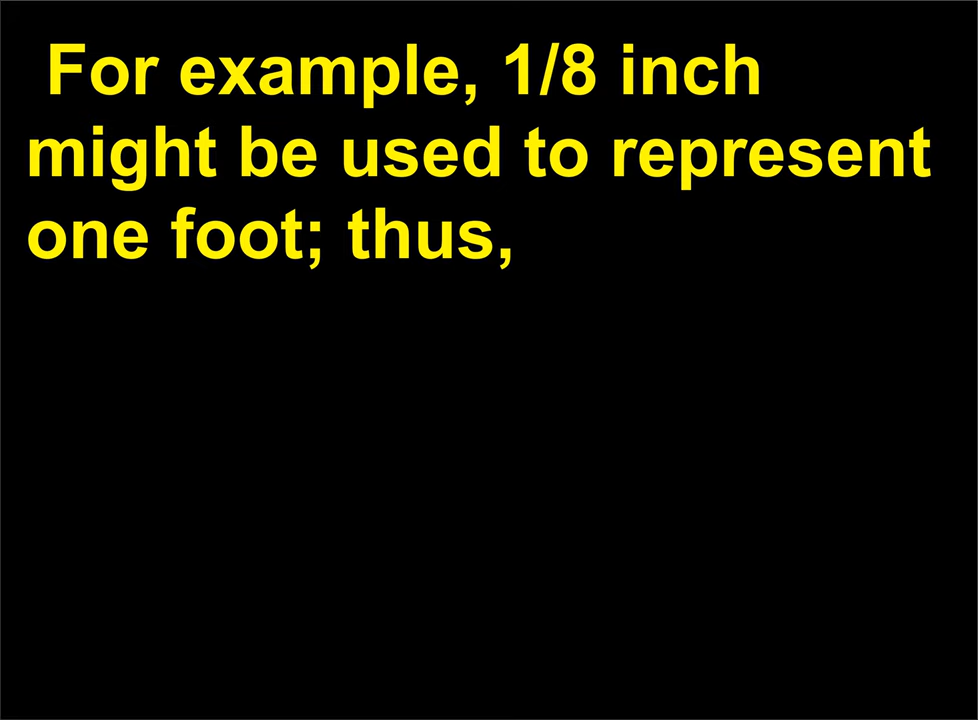 For example, 1/8 inch
might be used to represent
one foot; thus,